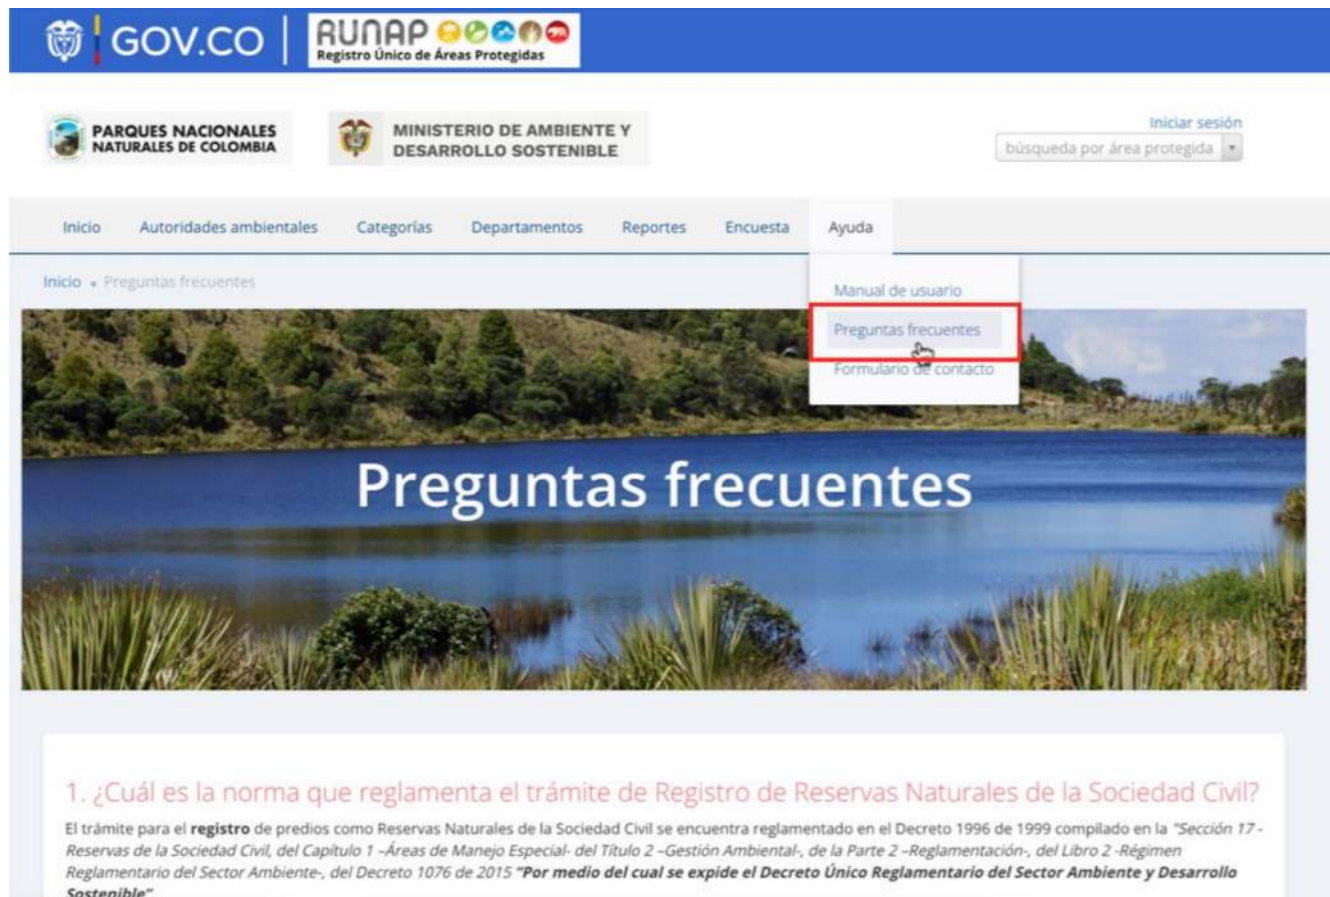 GOV.CO
RUNAP
Registro Único de Áreas Protegidas
PARQUES NACIONALES
NATURALES DE COLOMBIA
MINISTERIO DE AMBIENTE Y
DESARROLLO SOSTENIBLE
Iniciar sesión
búsqueda por área protegida
Inicio Autoridades ambientales Categorías Departamentos Reportes Encuesta Ayuda
Inicio • Preguntas frecuentes
Manual de usuario
Preguntas frecuentes
Formulario de contacto
Preguntas frecuentes
1. ¿Cuál es la norma que reglamenta el trámite de Registro de Reservas Naturales de la Sociedad Civil?
El trámite para el registro de predios como Reservas Naturales de la Sociedad Civil se encuentra reglamentado en el Decreto 1996 de 1999 compilado en la "Sección 17 -
Reservas de la Sociedad Civil, del Capítulo 1 –Áreas de Manejo Especial- del Título 2 –Gestión Ambiental-, de la Parte 2 –Reglamentación-, del Libro 2 -Régimen
Reglamentario del Sector Ambiente-, del Decreto 1076 de 2015 "Por medio del cual se expide el Decreto Único Reglamentario del Sector Ambiente y Desarrollo
Sostenible"